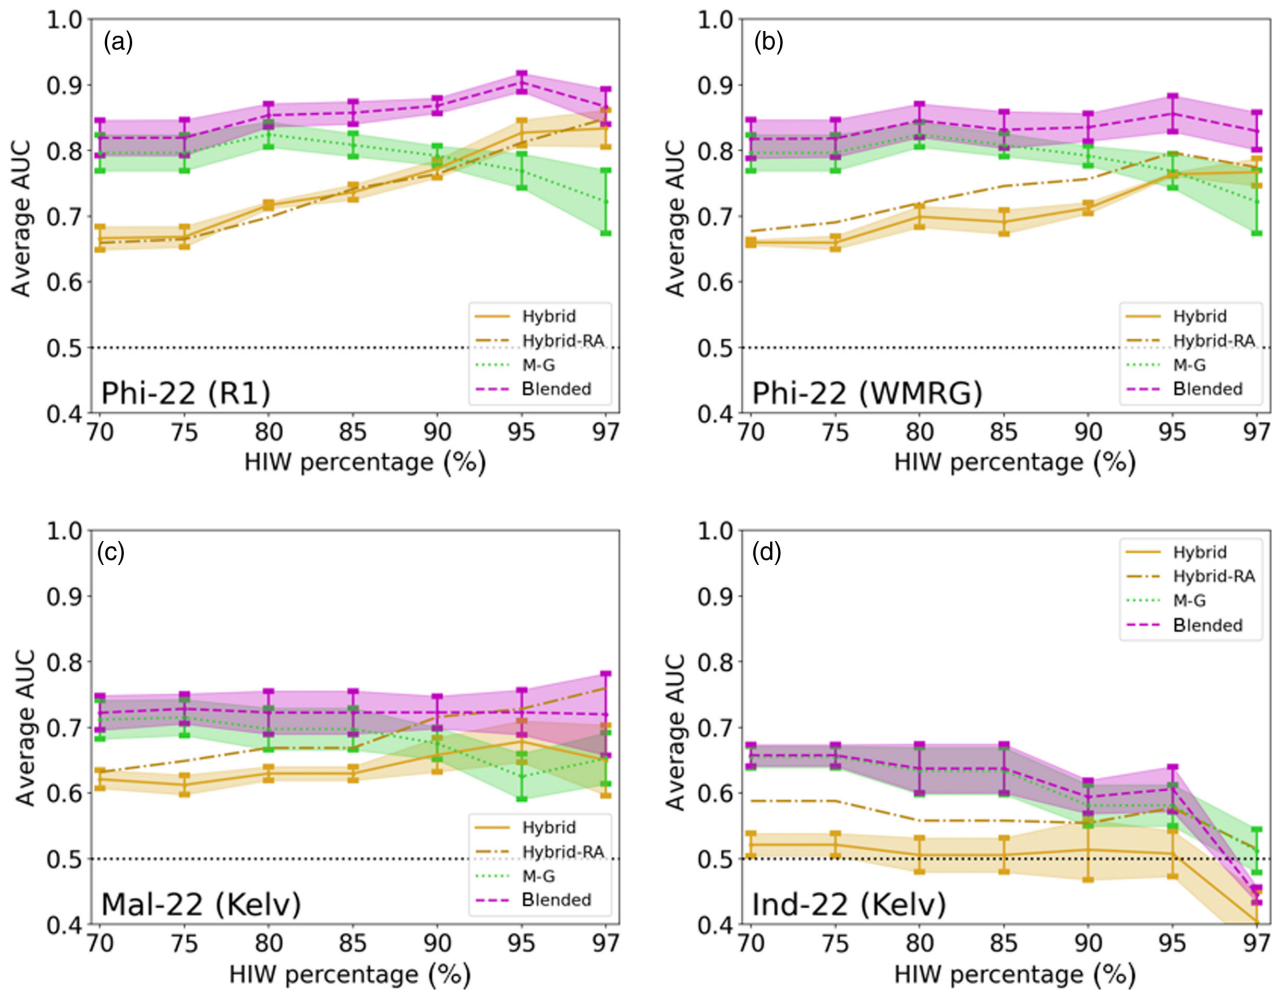 (a)
1.0
0.9
0.8
0.7
0.6
0.5
0.4
Average AUC
Hybrid
Hybrid-RA
M-G
Blended
Phi-22 (R1)
70 75 80 85 90 95 97
HIW percentage (%)
(b)
1.0
0.9
0.8
0.7
0.6
0.5
0.4
Average AUC
Hybrid
Hybrid-RA
M-G
Blended
Phi-22 (WMRG)
70 75 80 85 90 95 97
HIW percentage (%)
(c)
1.0
0.9
0.8
0.7
0.6
0.5
0.4
Average AUC
Hybrid
Hybrid-RA
M-G
Blended
Mal-22 (Kelv)
70 75 80 85 90 95 97
HIW percentage (%)
(d)
1.0
0.9
0.8
0.7
0.6
0.5
0.4
Average AUC
Hybrid
Hybrid-RA
M-G
Blended
Ind-22 (Kelv)
70 75 80 85 90 95 97
HIW percentage (%)